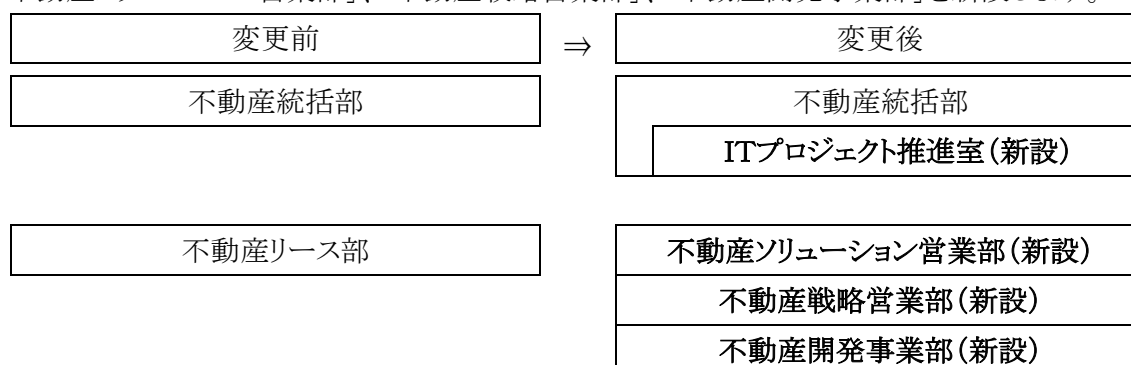 変更前 ⇒ 変更後
不動産統括部 不動産統括部
ITプロジェクト推進室(新設)
不動産リース部 不動産ソリューション営業部(新設)
不動産戦略営業部(新設)
不動産開発事業部(新設)